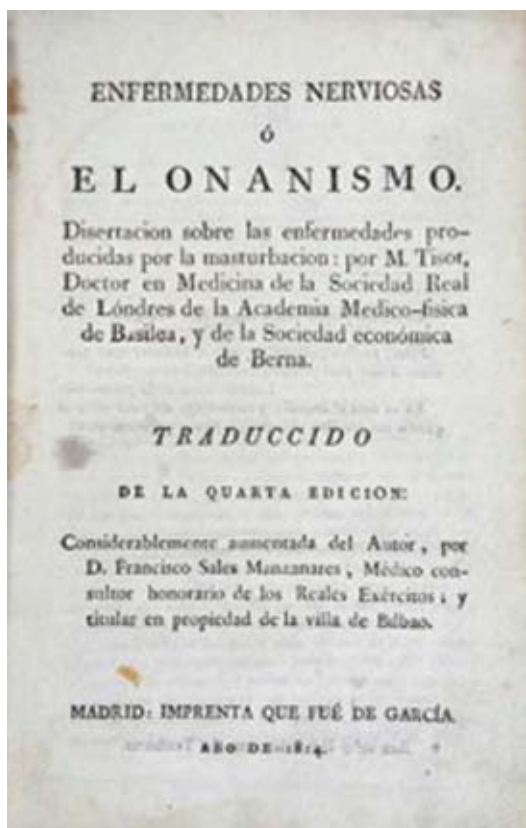 ENFERMEDADES NERVIOSAS
ó
EL ONANISMO.
Disertacion sobre las enfermedades pro-
ducidas por la masturbacion: por M. Tisot,
Doctor en Medicina de la Sociedad Real
de Lóndres de la Academia Medico-fisica
de Basilea, y de la Sociedad económica
de Berna.
TRADUCCIDO
DE LA QUARTA EDICION:
Considerablemente aumentada del Autor, por
D. Francisco Sales Manzanares, Médico con-
sultor honorario de los Reales Exércitos, y
titular en propiedad de la villa de Bilbao.
MADRID: IMPRENTA QUE FUÉ DE GARCÍA.
AÑO DE 1814.